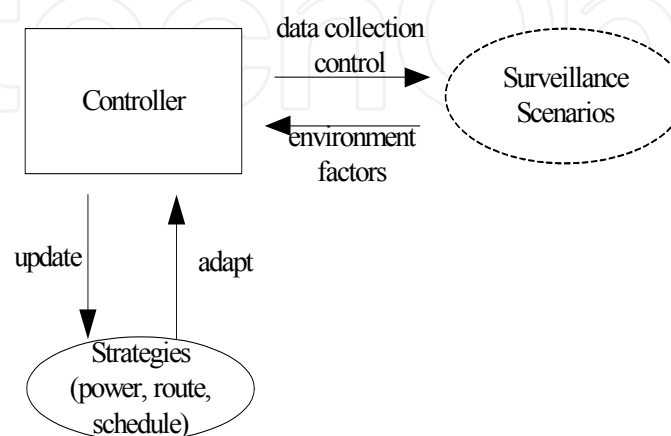 data collection
control
Controller
Surveillance
Scenarios
environment
factors
update
adapt
Strategies
(power, route,
schedule)